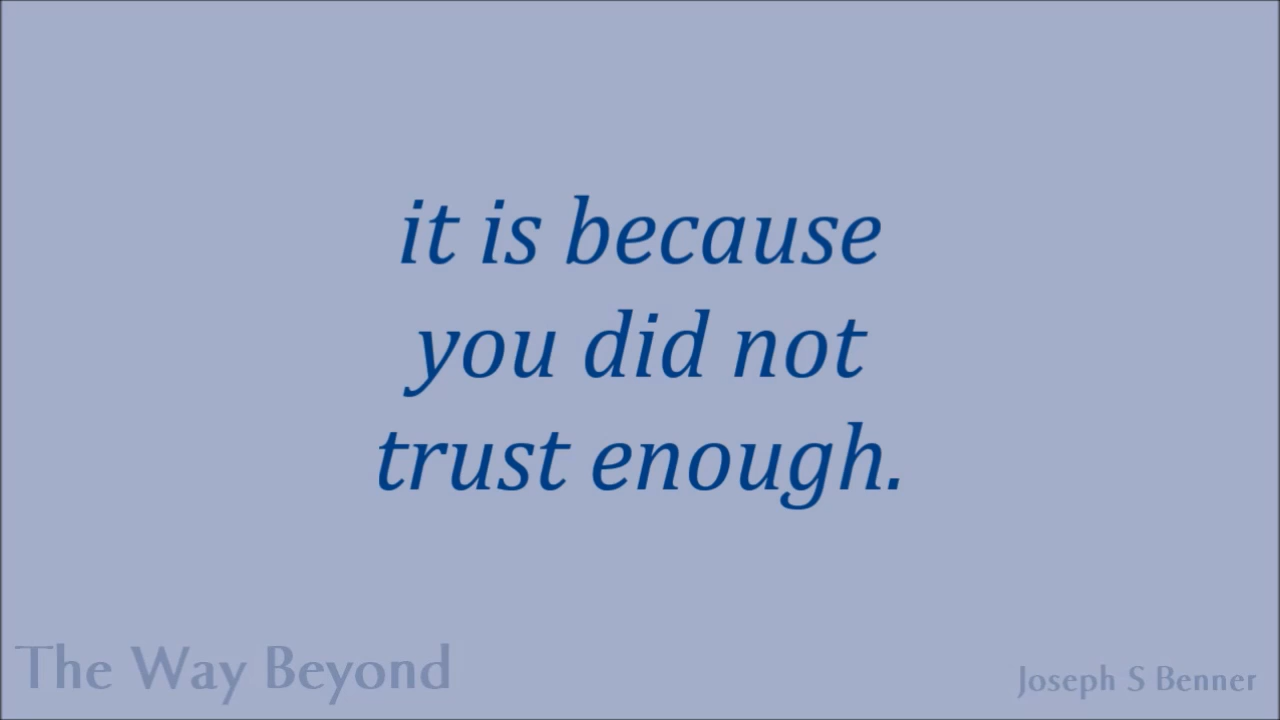 it is because
you did not
trust enough.
The Way Beyond
Joseph S Benner